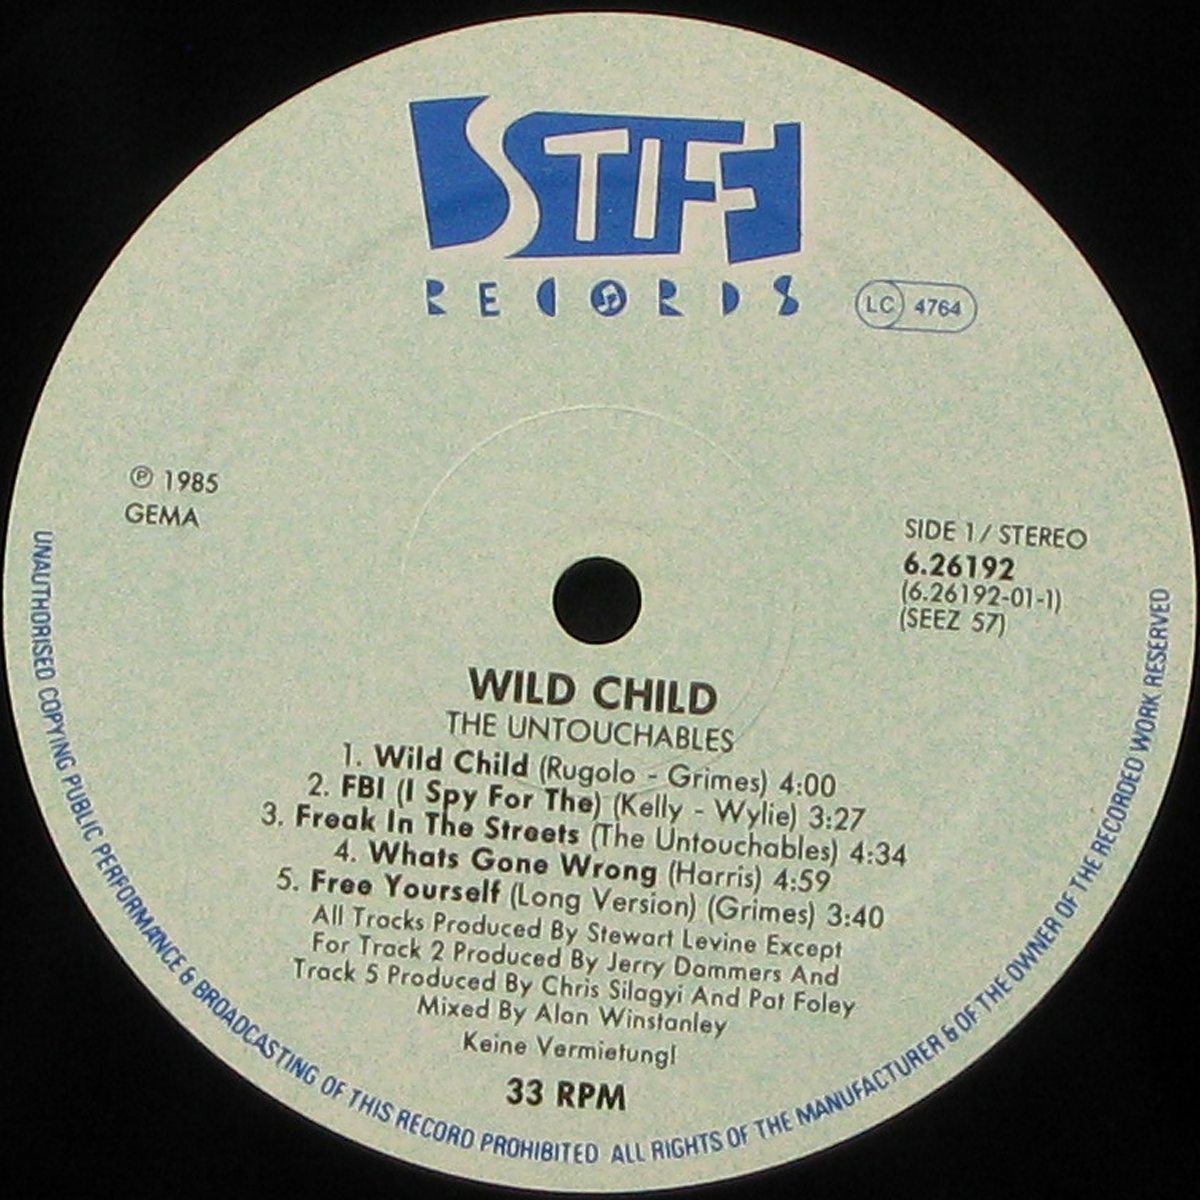 STIFF
RECORDS
LC 4764
℗ 1985
GEMA
SIDE 1 / STEREO
6.26192
(6.26192-01-1)
(SEEZ 57)
WILD CHILD
THE UNTOUCHABLES
1. Wild Child (Rugolo - Grimes) 4:00
2. FBI (I Spy For The) (Kelly - Wylie) 3:27
3. Freak In The Streets (The Untouchables) 4:34
4. Whats Gone Wrong (Harris) 4:59
5. Free Yourself (Long Version) (Grimes) 3:40
All Tracks Produced By Stewart Levine Except
For Track 2 Produced By Jerry Dammers And
Track 5 Produced By Chris Silagyi And Pat Foley
Mixed By Alan Winstanley
Keine Vermietung!
33 RPM
UNAUTHORISED COPYING PUBLIC PERFORMANCE & BROADCASTING OF THIS RECORD PROHIBITED ALL RIGHTS OF THE MANUFACTURER & OF THE OWNER OF THE RECORDED WORK RESERVED